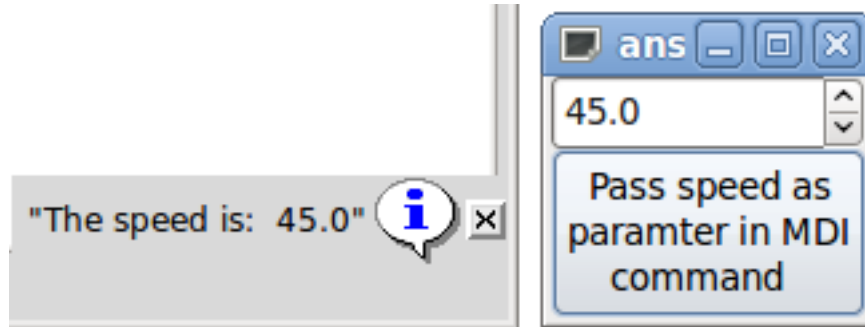 "The speed is:  45.0" i
ans
45.0
Pass speed as
paramter in MDI
command